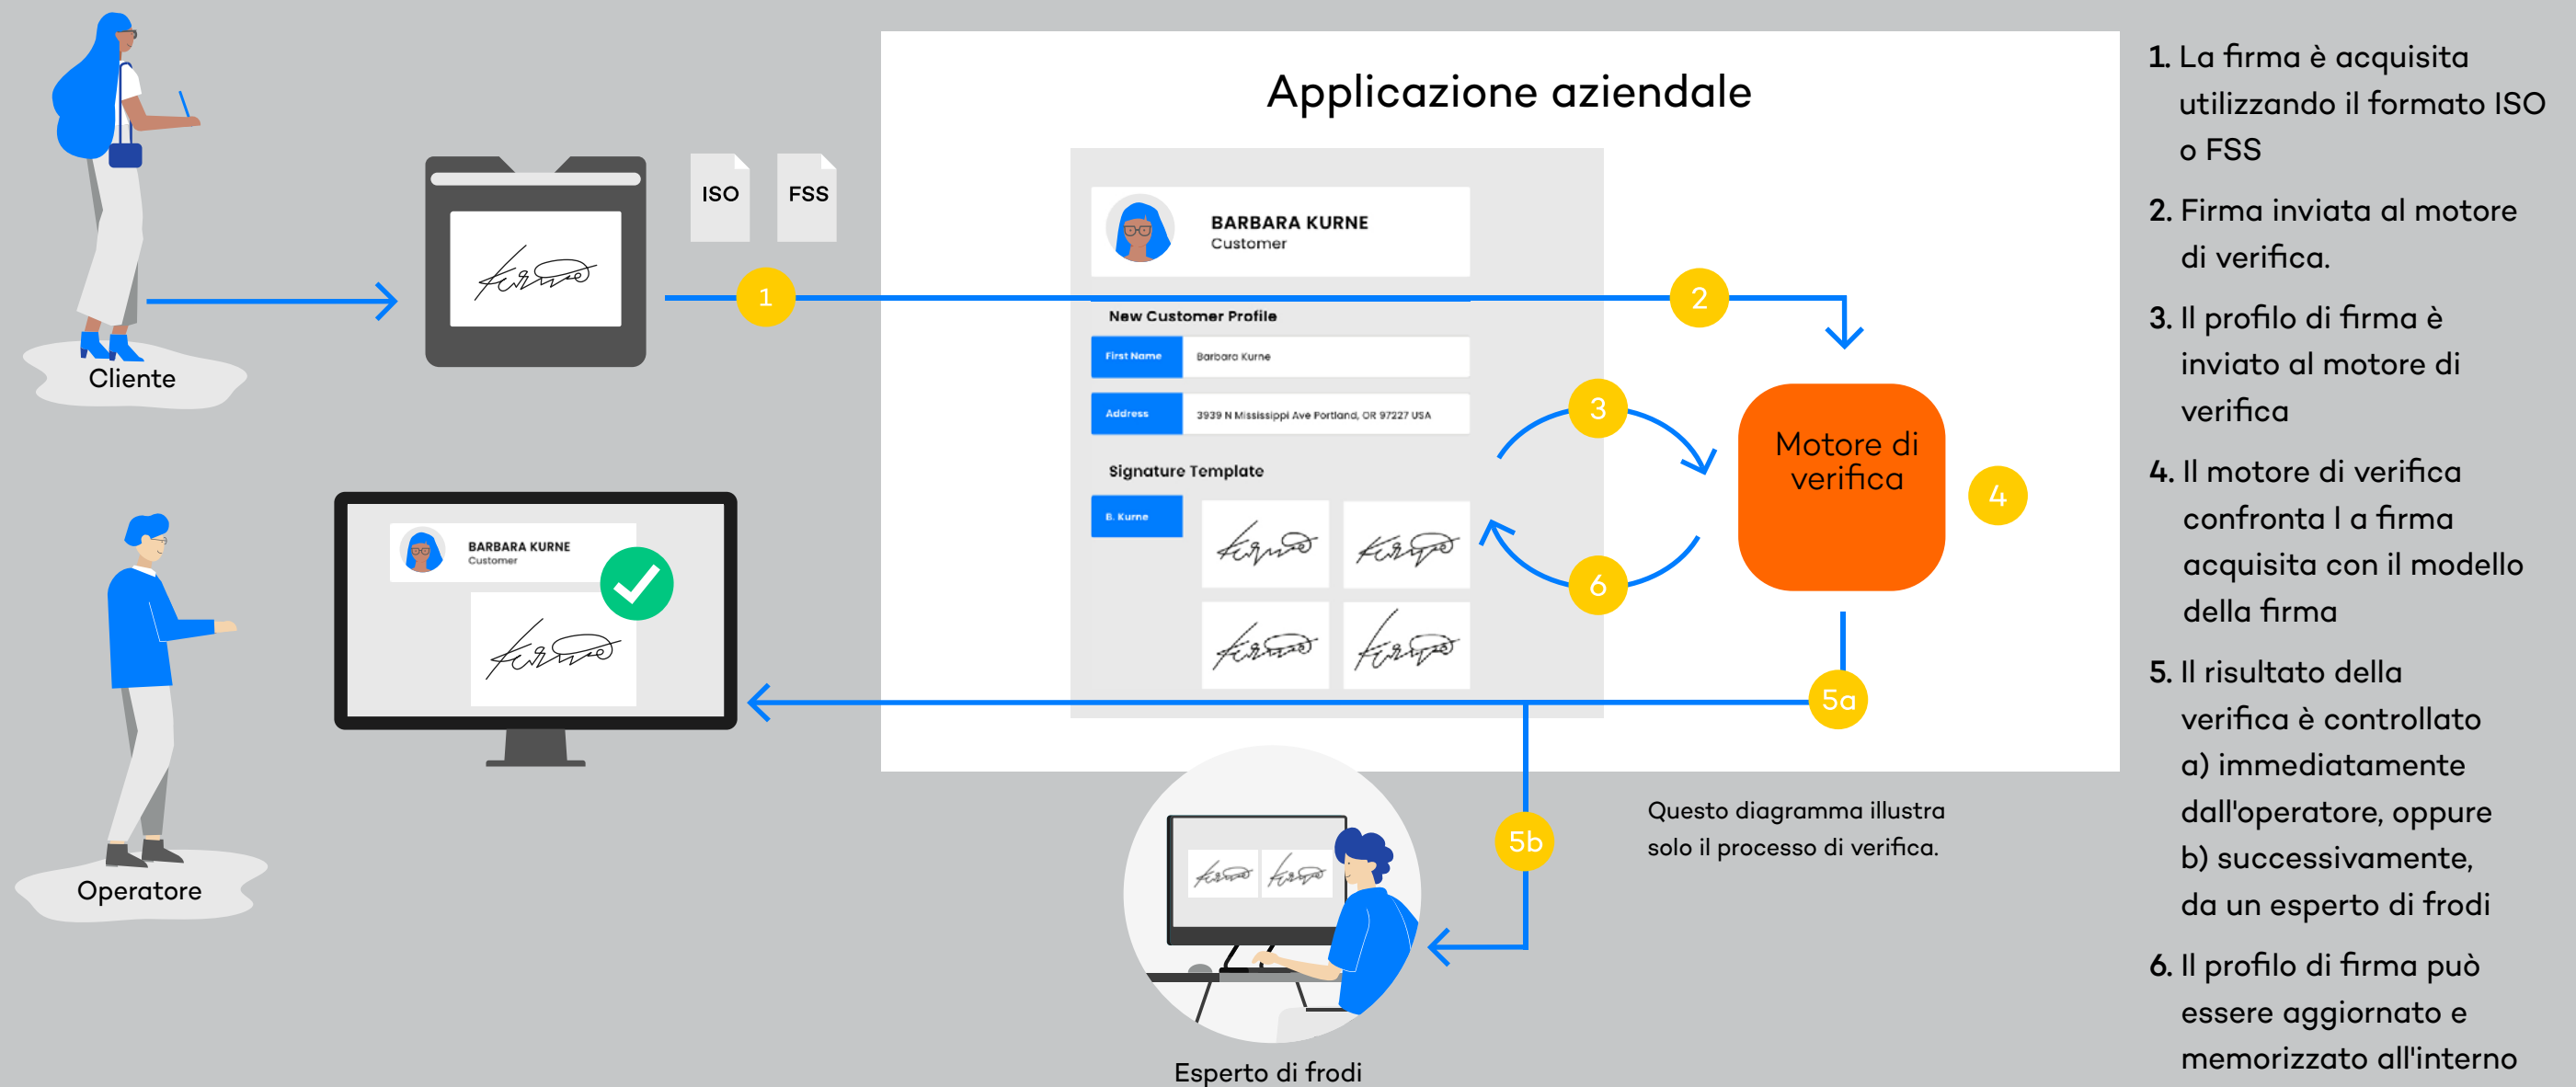 Cliente
ISO
FSS
1
Applicazione aziendale
BARBARA KURNE
Customer
2
New Customer Profile
First Name
Barbara Kurne
Address
3939 N Mississippi Ave Portland, OR 97227 USA
Signature Template
B. Kurne
3
6
Motore di
verifica
4
Operatore
BARBARA KURNE
Customer
5a
5b
Esperto di frodi
Questo diagramma illustra
solo il processo di verifica.
1. La firma è acquisita
utilizzando il formato ISO
o FSS
2. Firma inviata al motore
di verifica.
3. Il profilo di firma è
inviato al motore di
verifica
4. Il motore di verifica
confronta l a firma
acquisita con il modello
della firma
5. Il risultato della
verifica è controllato
a) immediatamente
dall'operatore, oppure
b) successivamente,
da un esperto di frodi
6. Il profilo di firma può
essere aggiornato e
memorizzato all'interno